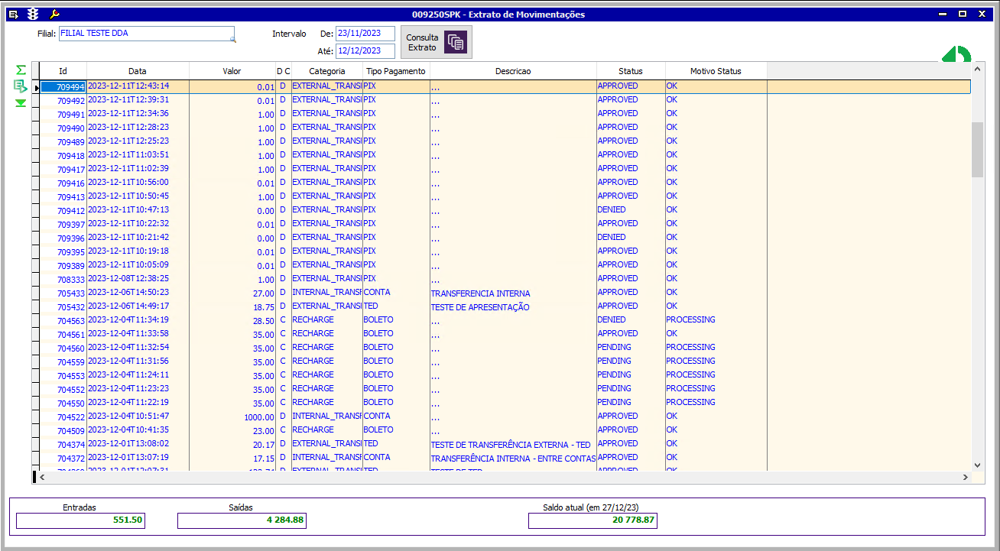 009250SPK - Extrato de Movimentações
Filial: FILIAL TESTE DDA Intervalo De: 23/11/2023 Consulta Extrato
Até: 12/12/2023
Id Data Valor D C Categoria Tipo Pagamento Descricao Status Motivo Status
709494 2023-12-11T12:43:14 0.01 D EXTERNAL_TRANSI PIX ... APPROVED OK
709492 2023-12-11T12:39:31 0.01 D EXTERNAL_TRANSI PIX ... APPROVED OK
709491 2023-12-11T12:34:36 1.00 D EXTERNAL_TRANSI PIX ... APPROVED OK
709490 2023-12-11T12:28:23 1.00 D EXTERNAL_TRANSI PIX ... APPROVED OK
709489 2023-12-11T12:25:23 1.00 D EXTERNAL_TRANSI PIX ... APPROVED OK
709418 2023-12-11T11:03:51 1.00 D EXTERNAL_TRANSI PIX ... APPROVED OK
709417 2023-12-11T11:02:39 1.00 D EXTERNAL_TRANSI PIX ... APPROVED OK
709416 2023-12-11T10:56:00 0.01 D EXTERNAL_TRANSI PIX ... APPROVED OK
709413 2023-12-11T10:50:45 1.00 D EXTERNAL_TRANSI PIX ... APPROVED OK
709412 2023-12-11T10:47:13 0.00 D EXTERNAL_TRANSI PIX ... DENIED OK
709397 2023-12-11T10:22:32 0.01 D EXTERNAL_TRANSI PIX ... APPROVED OK
709396 2023-12-11T10:21:42 0.00 D EXTERNAL_TRANSI PIX ... DENIED OK
709395 2023-12-11T10:19:18 0.01 D EXTERNAL_TRANSI PIX ... APPROVED OK
709389 2023-12-11T10:05:09 0.01 D EXTERNAL_TRANSI PIX ... APPROVED OK
708333 2023-12-08T12:38:25 1.00 D EXTERNAL_TRANSI PIX ... APPROVED OK
705433 2023-12-06T14:50:23 27.00 D INTERNAL_TRANSF CONTA TRANSFERENCIA INTERNA APPROVED OK
705432 2023-12-06T14:49:17 18.75 D EXTERNAL_TRANSI TED TESTE DE APRESENTAÇÃO APPROVED OK
704563 2023-12-04T11:34:19 28.50 C RECHARGE BOLETO ... DENIED PROCESSING
704561 2023-12-04T11:33:58 35.00 C RECHARGE BOLETO ... APPROVED OK
704560 2023-12-04T11:32:54 35.00 C RECHARGE BOLETO ... PENDING PROCESSING
704559 2023-12-04T11:31:56 35.00 C RECHARGE BOLETO ... PENDING PROCESSING
704553 2023-12-04T11:24:11 35.00 C RECHARGE BOLETO ... PENDING PROCESSING
704552 2023-12-04T11:23:23 35.00 C RECHARGE BOLETO ... PENDING PROCESSING
704550 2023-12-04T11:22:19 35.00 C RECHARGE BOLETO ... PENDING PROCESSING
704522 2023-12-04T10:51:47 1000.00 D INTERNAL_TRANSF CONTA ... APPROVED OK
704509 2023-12-04T10:41:35 23.00 C RECHARGE BOLETO ... APPROVED OK
704374 2023-12-01T13:08:02 20.17 D EXTERNAL_TRANSI TED TESTE DE TRANSFERÊNCIA EXTERNA - TED APPROVED OK
704372 2023-12-01T13:07:19 17.15 D INTERNAL_TRANSF CONTA TRANSFERÊNCIA INTERNA - ENTRE CONTAS APPROVED OK
D EXTERNAL_TRANSI TED TESTE DE TED APPROVED OK
Entradas Saídas Saldo atual (em 27/12/23)
551.50 4 284.88 20 778.87